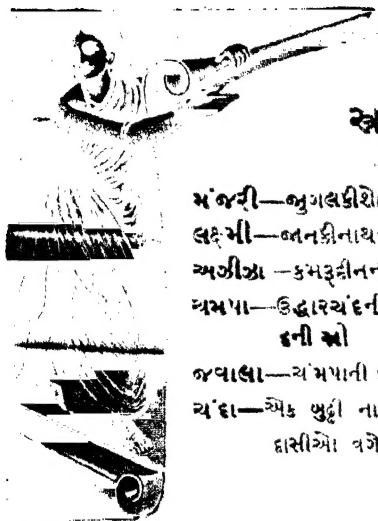 મંજરી—જુગલકીશો
લક્ષ્મી—જાનકીનાથ
અઝીઝા —કમરૂદીનન
ચમપા—ઉદ્ધારચંદની
દની સ્ત્રી
જવાલા—ચંમપાની
ચંદા—એક બુઢ્ઢી ના
દાસીઓ વગે